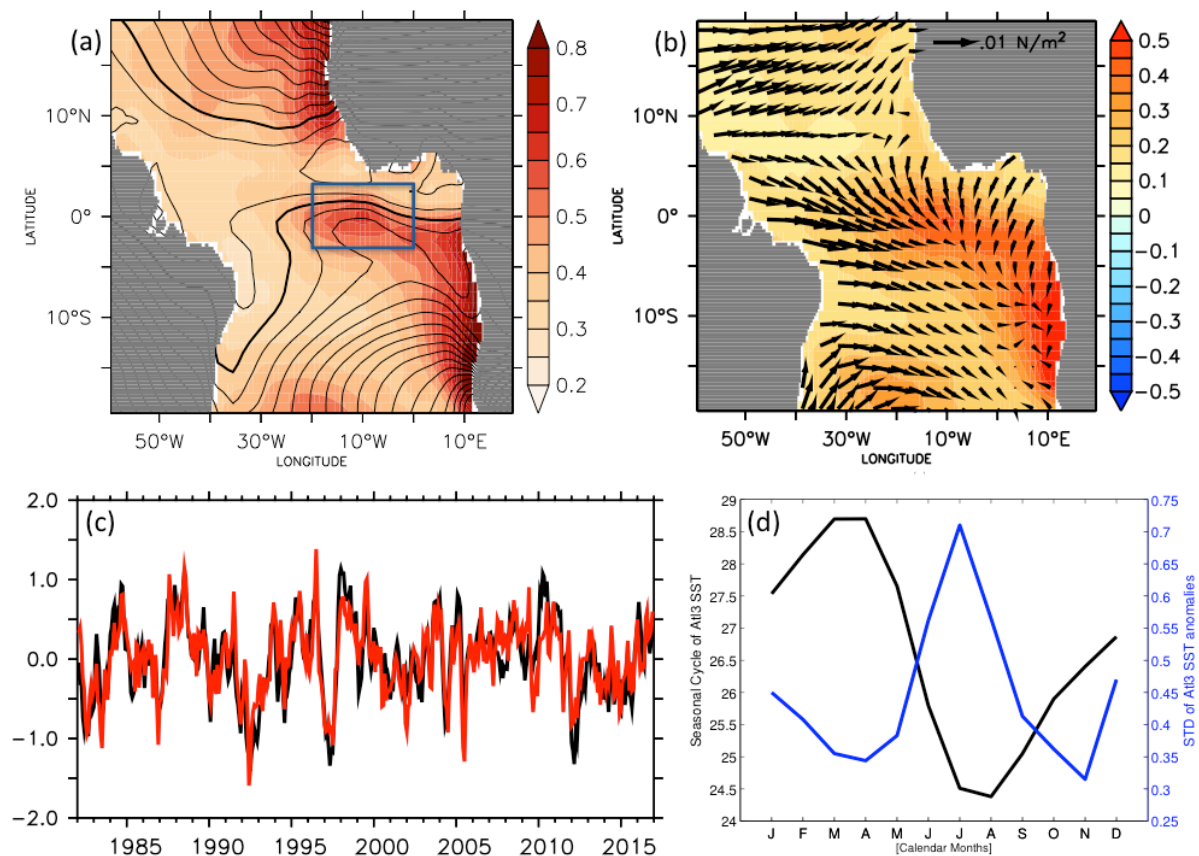 (a)
LATITUDE
10°N
0°
10°S
50°W 30°W 10°W 10°E
LONGITUDE
0.8
0.7
0.6
0.5
0.4
0.3
0.2
(b)
.01 N/m²
LATITUDE
10°N
0°
10°S
50°W 30°W 10°W 10°E
LONGITUDE
0.5
0.4
0.3
0.2
0.1
0
−0.1
−0.2
−0.3
−0.4
−0.5
(c)
2.0
1.0
0.0
−1.0
−2.0
1985 1990 1995 2000 2005 2010 2015
(d)
Seasonal Cycle of Atl3 SST
29
28.5
28
27.5
27
26.5
26
25.5
25
24.5
24
J F M A M J J A S O N D
[Calendar Months]
0.75
0.7
0.65
0.6
0.55
0.5
0.45
0.4
0.35
0.3
0.25
STD of Atl3 SST anomalies